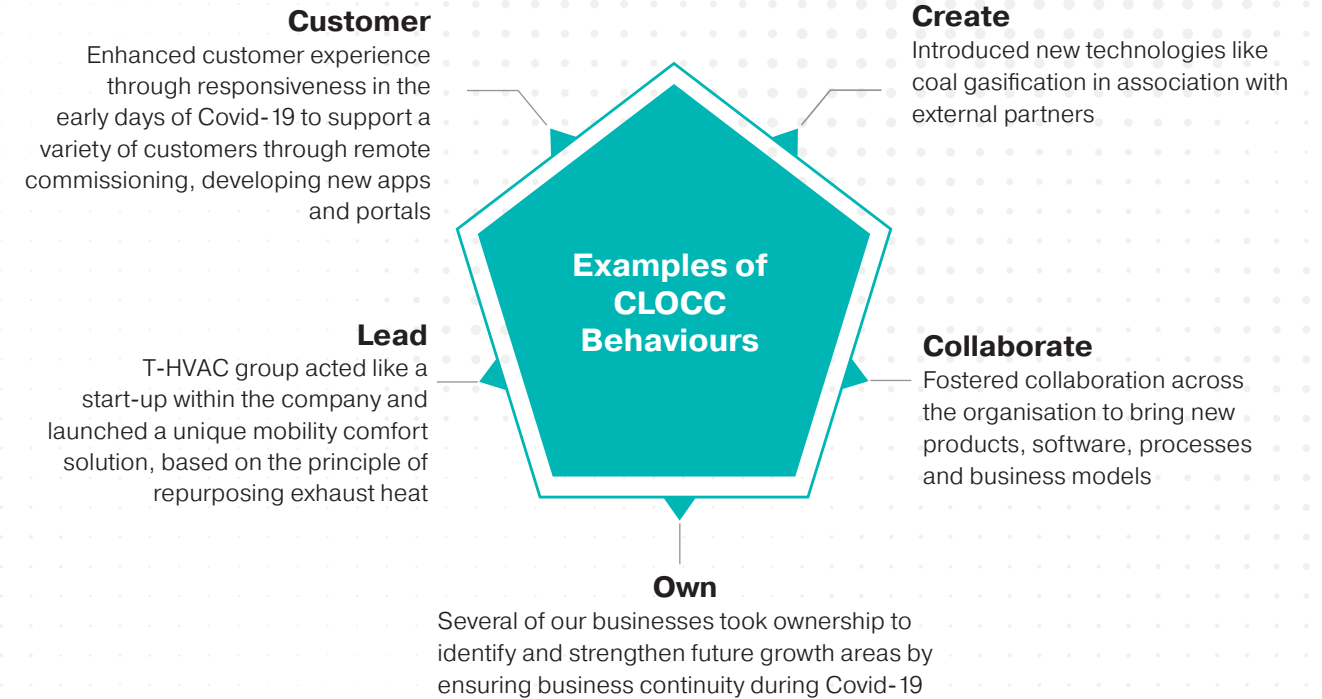 Customer
Enhanced customer experience
through responsiveness in the
early days of Covid-19 to support a
variety of customers through remote
commissioning, developing new apps
and portals
Create
Introduced new technologies like
coal gasification in association with
external partners
Examples of
CLOCC
Behaviours
Lead
T-HVAC group acted like a
start-up within the company and
launched a unique mobility comfort
solution, based on the principle of
repurposing exhaust heat
Collaborate
Fostered collaboration across
the organisation to bring new
products, software, processes
and business models
Own
Several of our businesses took ownership to
identify and strengthen future growth areas by
ensuring business continuity during Covid-19